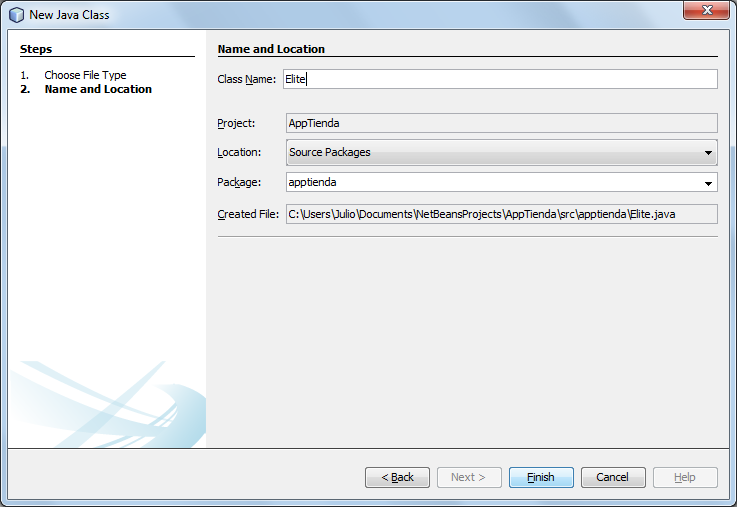 New Java Class
Steps
1. Choose File Type
2. Name and Location
Name and Location
Class Name: Elite
Project: AppTienda
Location: Source Packages
Package: apptienda
Created File: C:\Users\Julio\Documents\NetBeansProjects\AppTienda\src\apptienda\Elite.java
< Back Next > Finish Cancel Help